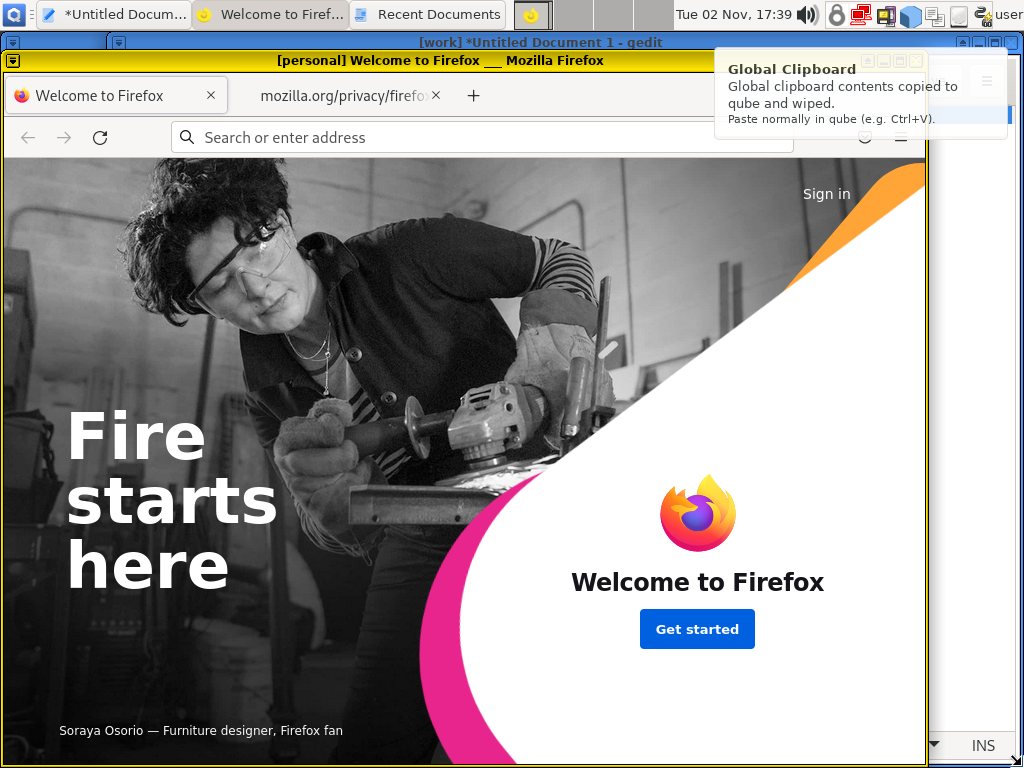 *Untitled Docum...
Welcome to Firef...
Recent Documents
Tue 02 Nov, 17:39
user
[work] *Untitled Document 1 - gedit
[personal] Welcome to Firefox ___ Mozilla Firefox
Global Clipboard
Global clipboard contents copied to
qube and wiped.
Paste normally in qube (e.g. Ctrl+V).
Welcome to Firefox
mozilla.org/privacy/firefo
Search or enter address
Sign in
Fire
starts
here
Welcome to Firefox
Get started
Soraya Osorio — Furniture designer, Firefox fan
INS